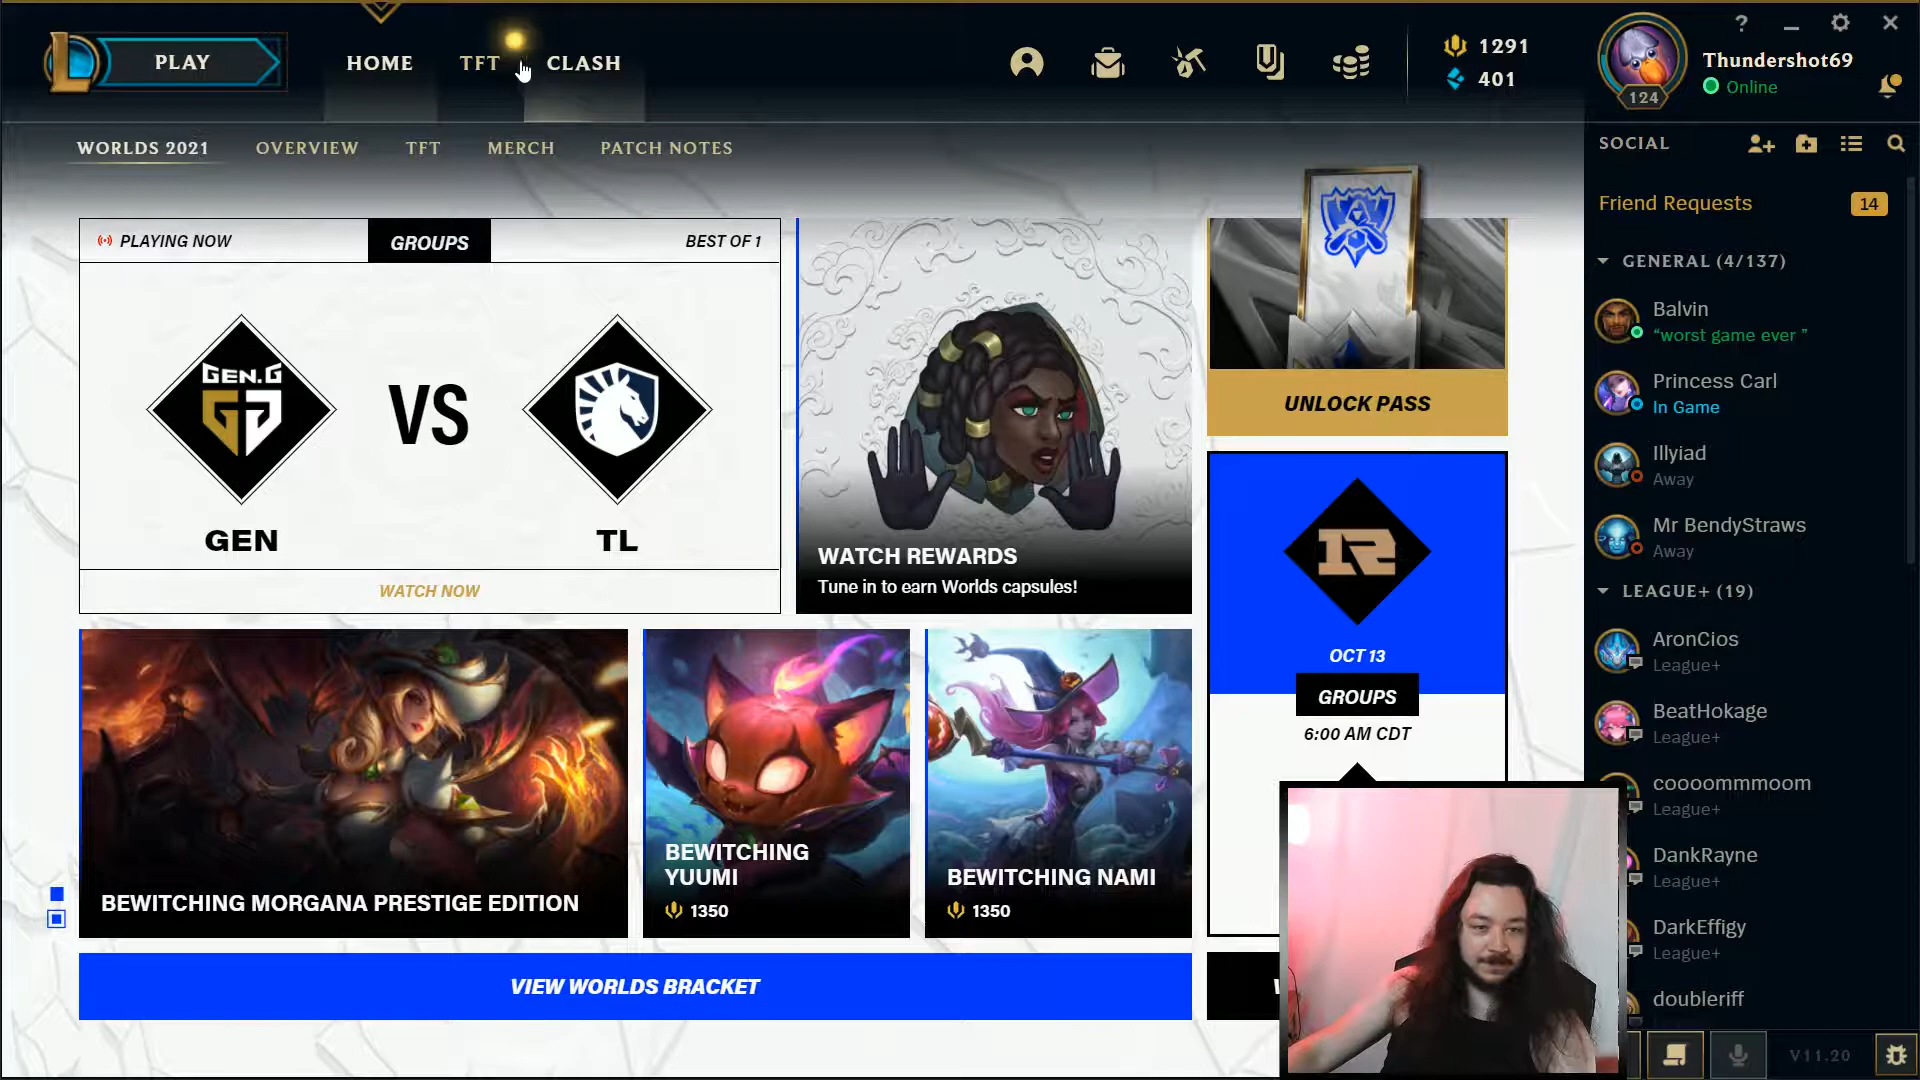 PLAY
HOME
TFT
CLASH
1291
401
124
?
Thundershot69
Online
WORLDS 2021
OVERVIEW
TFT
MERCH
PATCH NOTES
SOCIAL
Friend Requests
14
PLAYING NOW
GROUPS
BEST OF 1
GEN.G
VS
GEN
TL
WATCH NOW
WATCH REWARDS
Tune in to earn Worlds capsules!
UNLOCK PASS
OCT 13
GROUPS
6:00 AM CDT
BEWITCHING MORGANA PRESTIGE EDITION
BEWITCHING
YUUMI
1350
BEWITCHING NAMI
1350
VIEW WORLDS BRACKET
GENERAL (4/137)
Balvin
“worst game ever ”
Princess Carl
In Game
Illyiad
Away
Mr BendyStraws
Away
LEAGUE+ (19)
AronCios
League+
BeatHokage
League+
coooommmoom
League+
DankRayne
League+
DarkEffigy
League+
doubleriff
V11.20